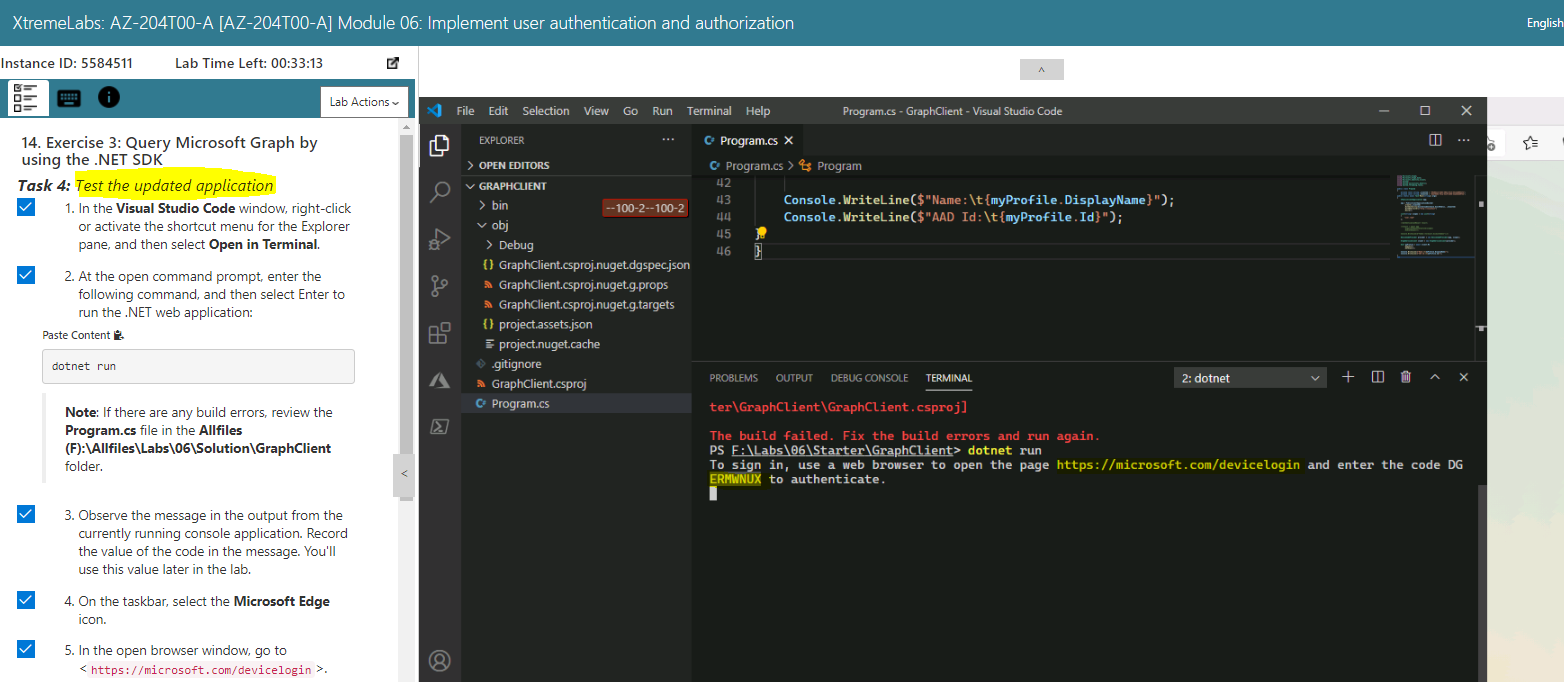 XtremeLabs: AZ-204T00-A [AZ-204T00-A] Module 06: Implement user authentication and authorization
English
Instance ID: 5584511
Lab Time Left: 00:33:13
Lab Actions
14. Exercise 3: Query Microsoft Graph by
using the .NET SDK
Task 4: Test the updated application
1. In the Visual Studio Code window, right-click
or activate the shortcut menu for the Explorer
pane, and then select Open in Terminal.
2. At the open command prompt, enter the
following command, and then select Enter to
run the .NET web application:
Paste Content
dotnet run
Note: If there are any build errors, review the
Program.cs file in the Allfiles
(F):\Allfiles\Labs\06\Solution\GraphClient
folder.
3. Observe the message in the output from the
currently running console application. Record
the value of the code in the message. You'll
use this value later in the lab.
4. On the taskbar, select the Microsoft Edge
icon.
5. In the open browser window, go to
<https://microsoft.com/devicelogin>.
File Edit Selection View Go Run Terminal Help
Program.cs - GraphClient - Visual Studio Code
EXPLORER
OPEN EDITORS
GRAPHCLIENT
bin
--100-2--100-2
obj
Debug
GraphClient.csproj.nuget.dgspec.json
GraphClient.csproj.nuget.g.props
GraphClient.csproj.nuget.g.targets
project.assets.json
project.nuget.cache
.gitignore
GraphClient.csproj
Program.cs
Program.cs
Program.cs > Program
42
43 Console.WriteLine($"Name:\t{myProfile.DisplayName}");
44 Console.WriteLine($"AAD Id:\t{myProfile.Id}");
45 }
46 }
PROBLEMS OUTPUT DEBUG CONSOLE TERMINAL
2: dotnet
ter\GraphClient\GraphClient.csproj]
The build failed. Fix the build errors and run again.
PS F:\Labs\06\Starter\GraphClient> dotnet run
To sign in, use a web browser to open the page https://microsoft.com/devicelogin and enter the code DG
ERMWNUX to authenticate.